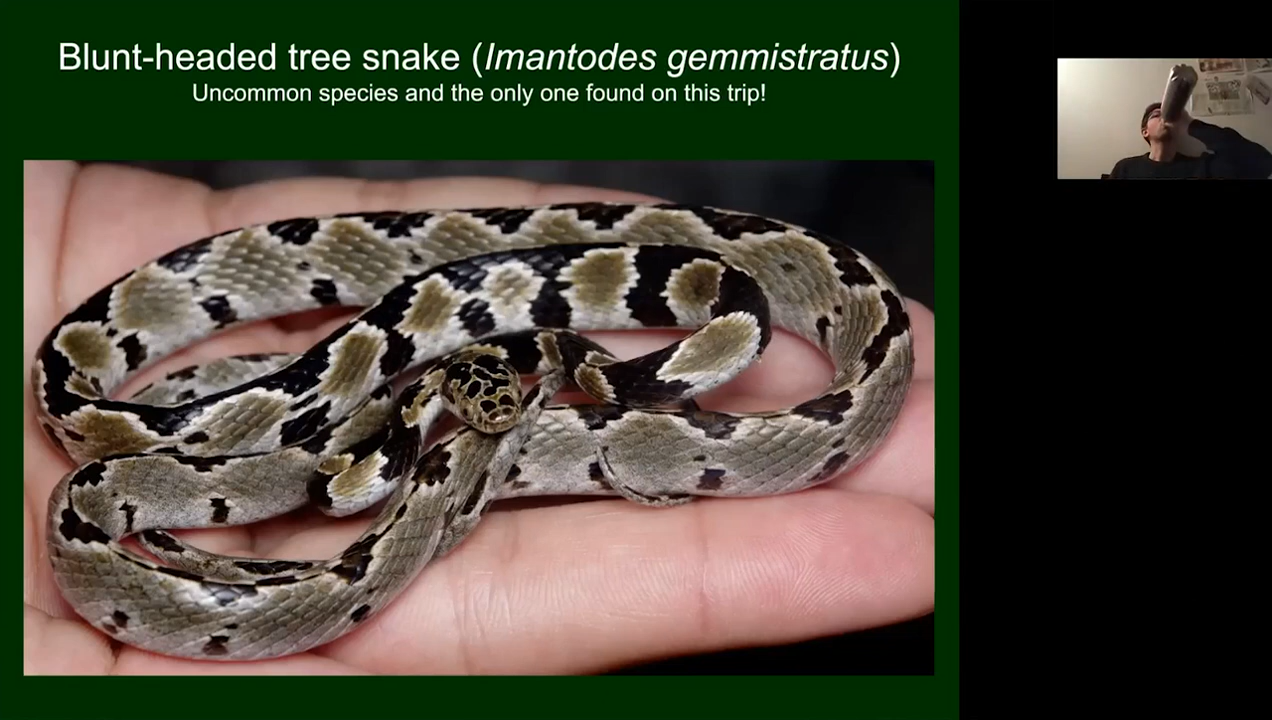 Blunt-headed tree snake (Imantodes gemmistratus)
Uncommon species and the only one found on this trip!